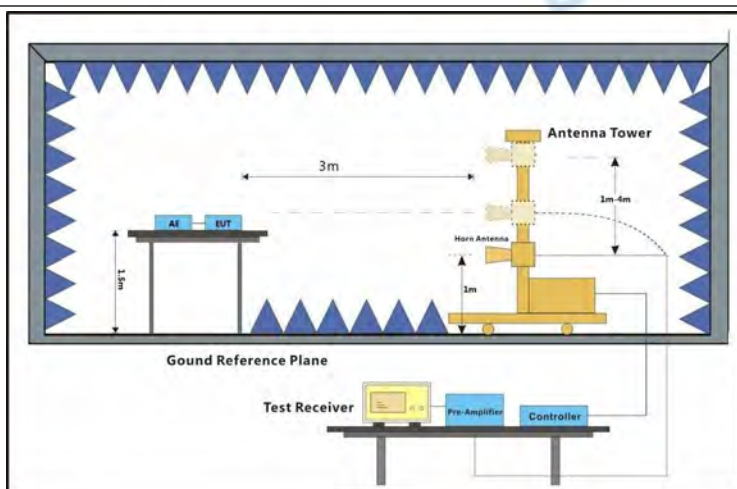 Antenna Tower
3m
1m-4m
AE
EUT
Horn Antenna
1.5m
1m
Gound Reference Plane
Test Receiver
Pre-Amplifier
Controller